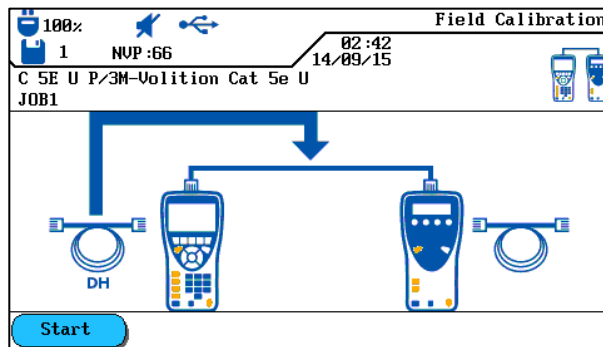 100%
Field Calibration
1 NVP:66
02:42
14/09/15
C 5E U P/3M-Volition Cat 5e U
JOB1
DH
Start